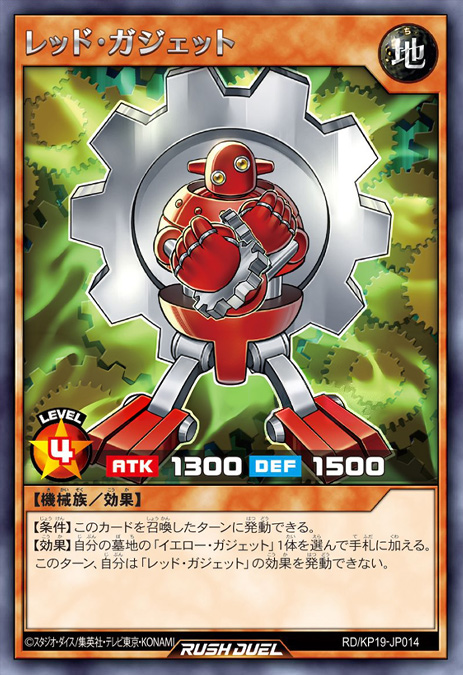 レッド・ガジェット
地
LEVEL
4
ATK 1300 DEF 1500
【機械族／効果】
【条件】このカードを召喚したターンに発動できる。
【効果】自分の墓地の「イエロー・ガジェット」1体を選んで手札に加える。
このターン、自分は「レッド・ガジェット」の効果を発動できない。
©スタジオ・ダイス/集英社・テレビ東京・KONAMI
RUSH DUEL
RD/KP19-JP014